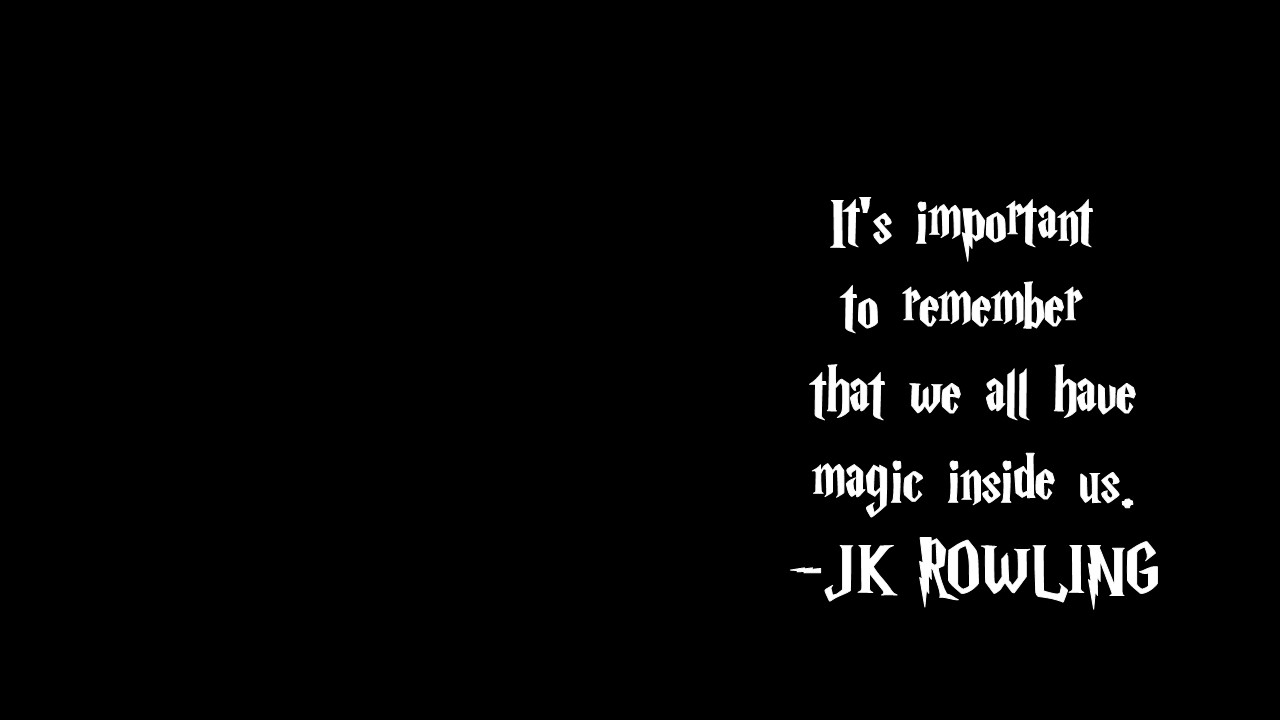 It's important
to remember
that we all have
magic inside us.
-JK ROWLING